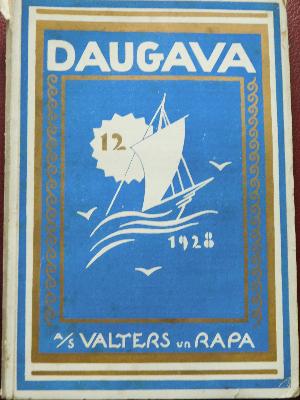 DAUGAVA
12
1928
A/S VALTERS un RAPA